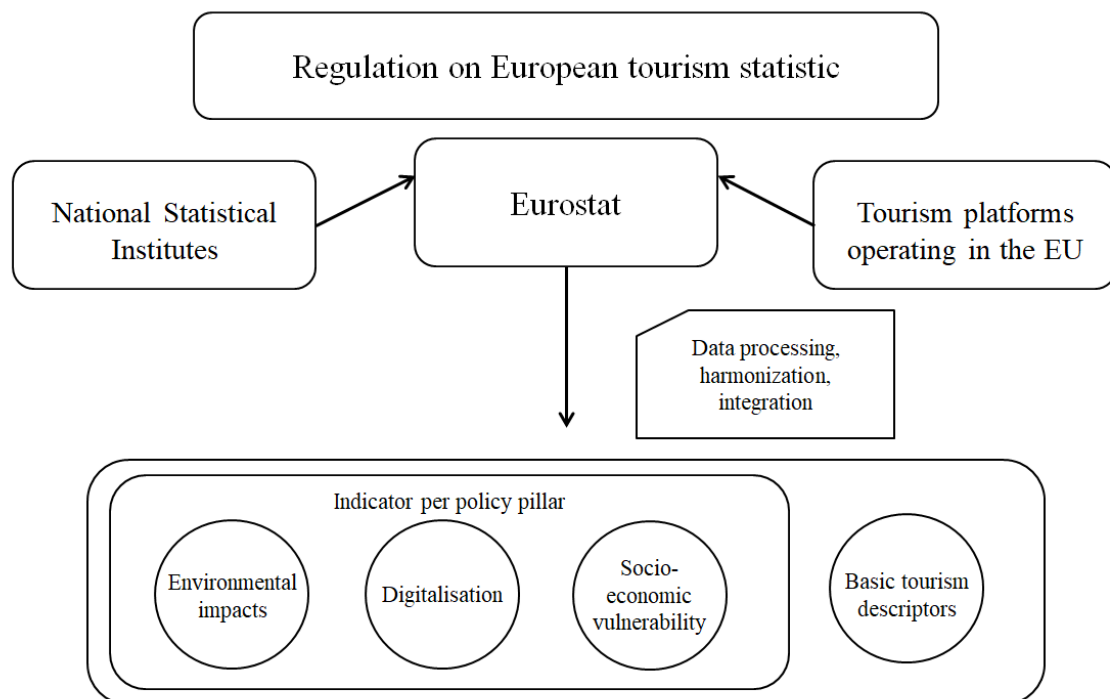 Regulation on European tourism statistic
National Statistical
Institutes
Eurostat
Tourism platforms
operating in the EU
Data processing,
harmonization,
integration
Indicator per policy pillar
Environmental
impacts
Digitalisation
Socio-
economic
vulnerability
Basic tourism
descriptors